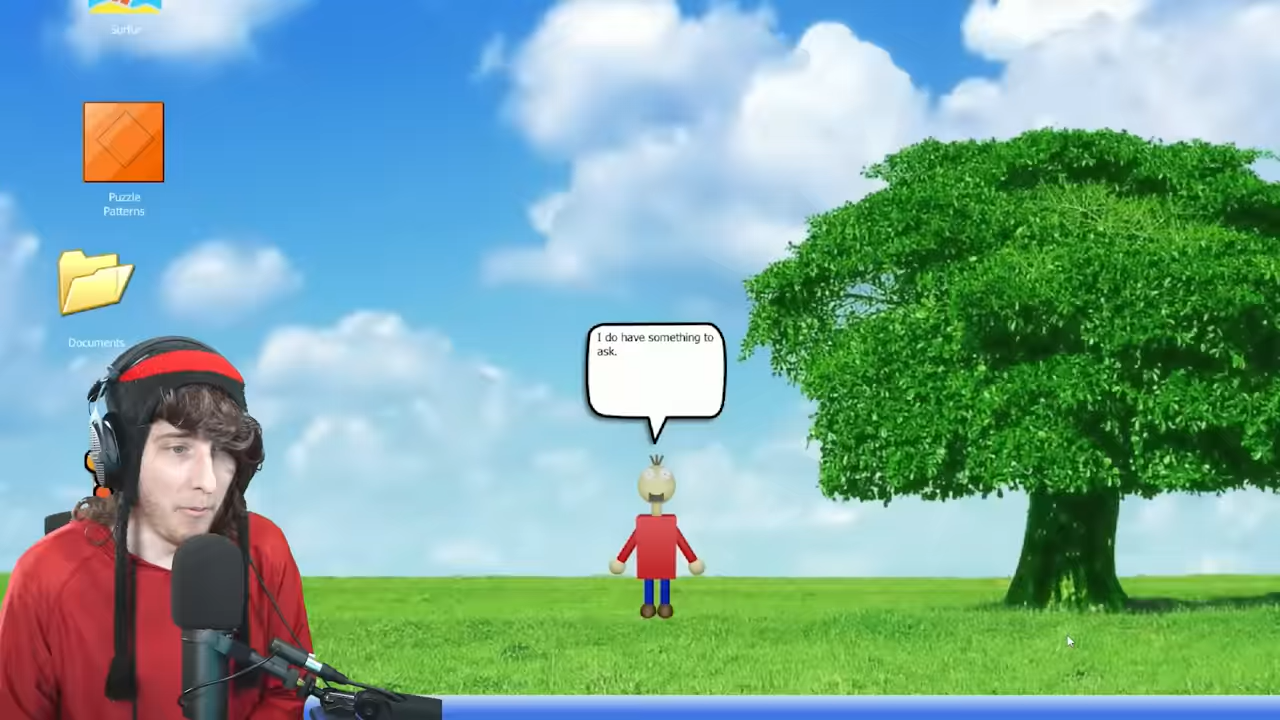 Surfur
Puzzle
Patterns
Documents
I do have something to
ask.